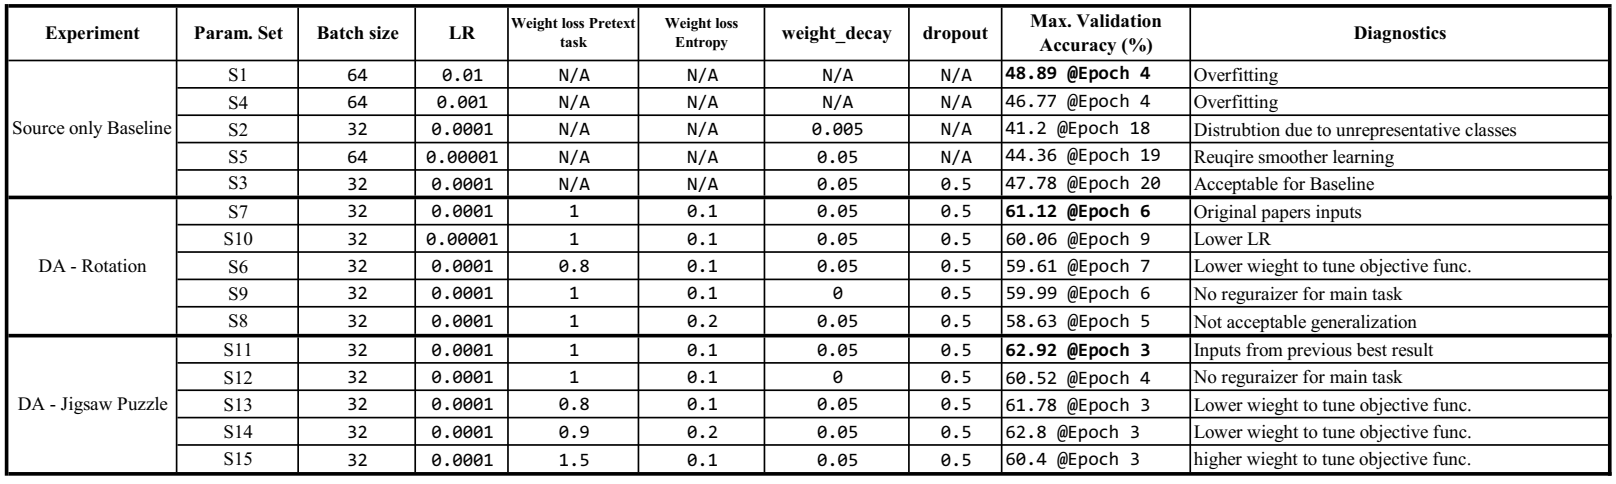 Experiment Param. Set Batch size LR Weight loss Pretext task Weight loss Entropy weight_decay dropout Max. Validation Accuracy (%) Diagnostics
Source only Baseline
S1 64 0.01 N/A N/A N/A N/A 48.89 @Epoch 4 Overfitting
S4 64 0.001 N/A N/A N/A N/A 46.77 @Epoch 4 Overfitting
S2 32 0.0001 N/A N/A 0.005 N/A 41.2 @Epoch 18 Distrubtion due to unrepresentative classes
S5 64 0.00001 N/A N/A 0.05 N/A 44.36 @Epoch 19 Reuqire smoother learning
S3 32 0.0001 N/A N/A 0.05 0.5 47.78 @Epoch 20 Acceptable for Baseline
DA - Rotation
S7 32 0.0001 1 0.1 0.05 0.5 61.12 @Epoch 6 Original papers inputs
S10 32 0.00001 1 0.1 0.05 0.5 60.06 @Epoch 9 Lower LR
S6 32 0.0001 0.8 0.1 0.05 0.5 59.61 @Epoch 7 Lower wieght to tune objective func.
S9 32 0.0001 1 0.1 0 0.5 59.99 @Epoch 6 No reguraizer for main task
S8 32 0.0001 1 0.2 0.05 0.5 58.63 @Epoch 5 Not acceptable generalization
DA - Jigsaw Puzzle
S11 32 0.0001 1 0.1 0.05 0.5 62.92 @Epoch 3 Inputs from previous best result
S12 32 0.0001 1 0.1 0 0.5 60.52 @Epoch 4 No reguraizer for main task
S13 32 0.0001 0.8 0.1 0.05 0.5 61.78 @Epoch 3 Lower wieght to tune objective func.
S14 32 0.0001 0.9 0.2 0.05 0.5 62.8 @Epoch 3 Lower wieght to tune objective func.
S15 32 0.0001 1.5 0.1 0.05 0.5 60.4 @Epoch 3 higher wieght to tune objective func.